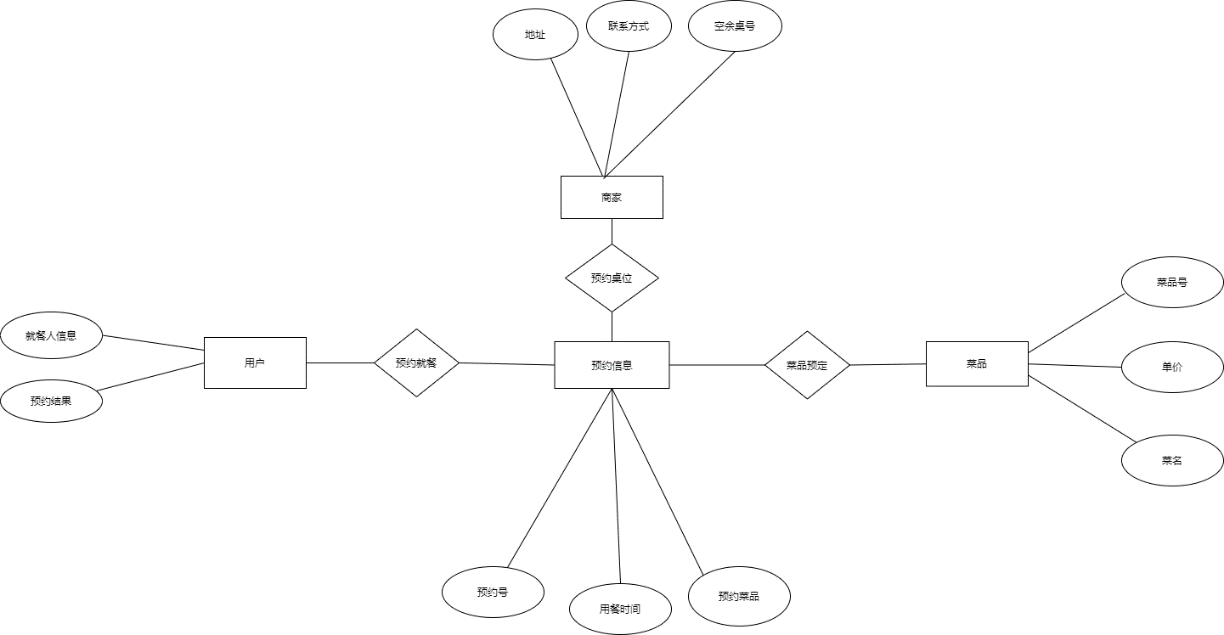 地址
联系方式
空余桌号
商家
预约桌位
菜品号
就餐人信息
用户
预约就餐
预约信息
菜品预定
菜品
单价
预约结果
菜名
预约号
用餐时间
预约菜品